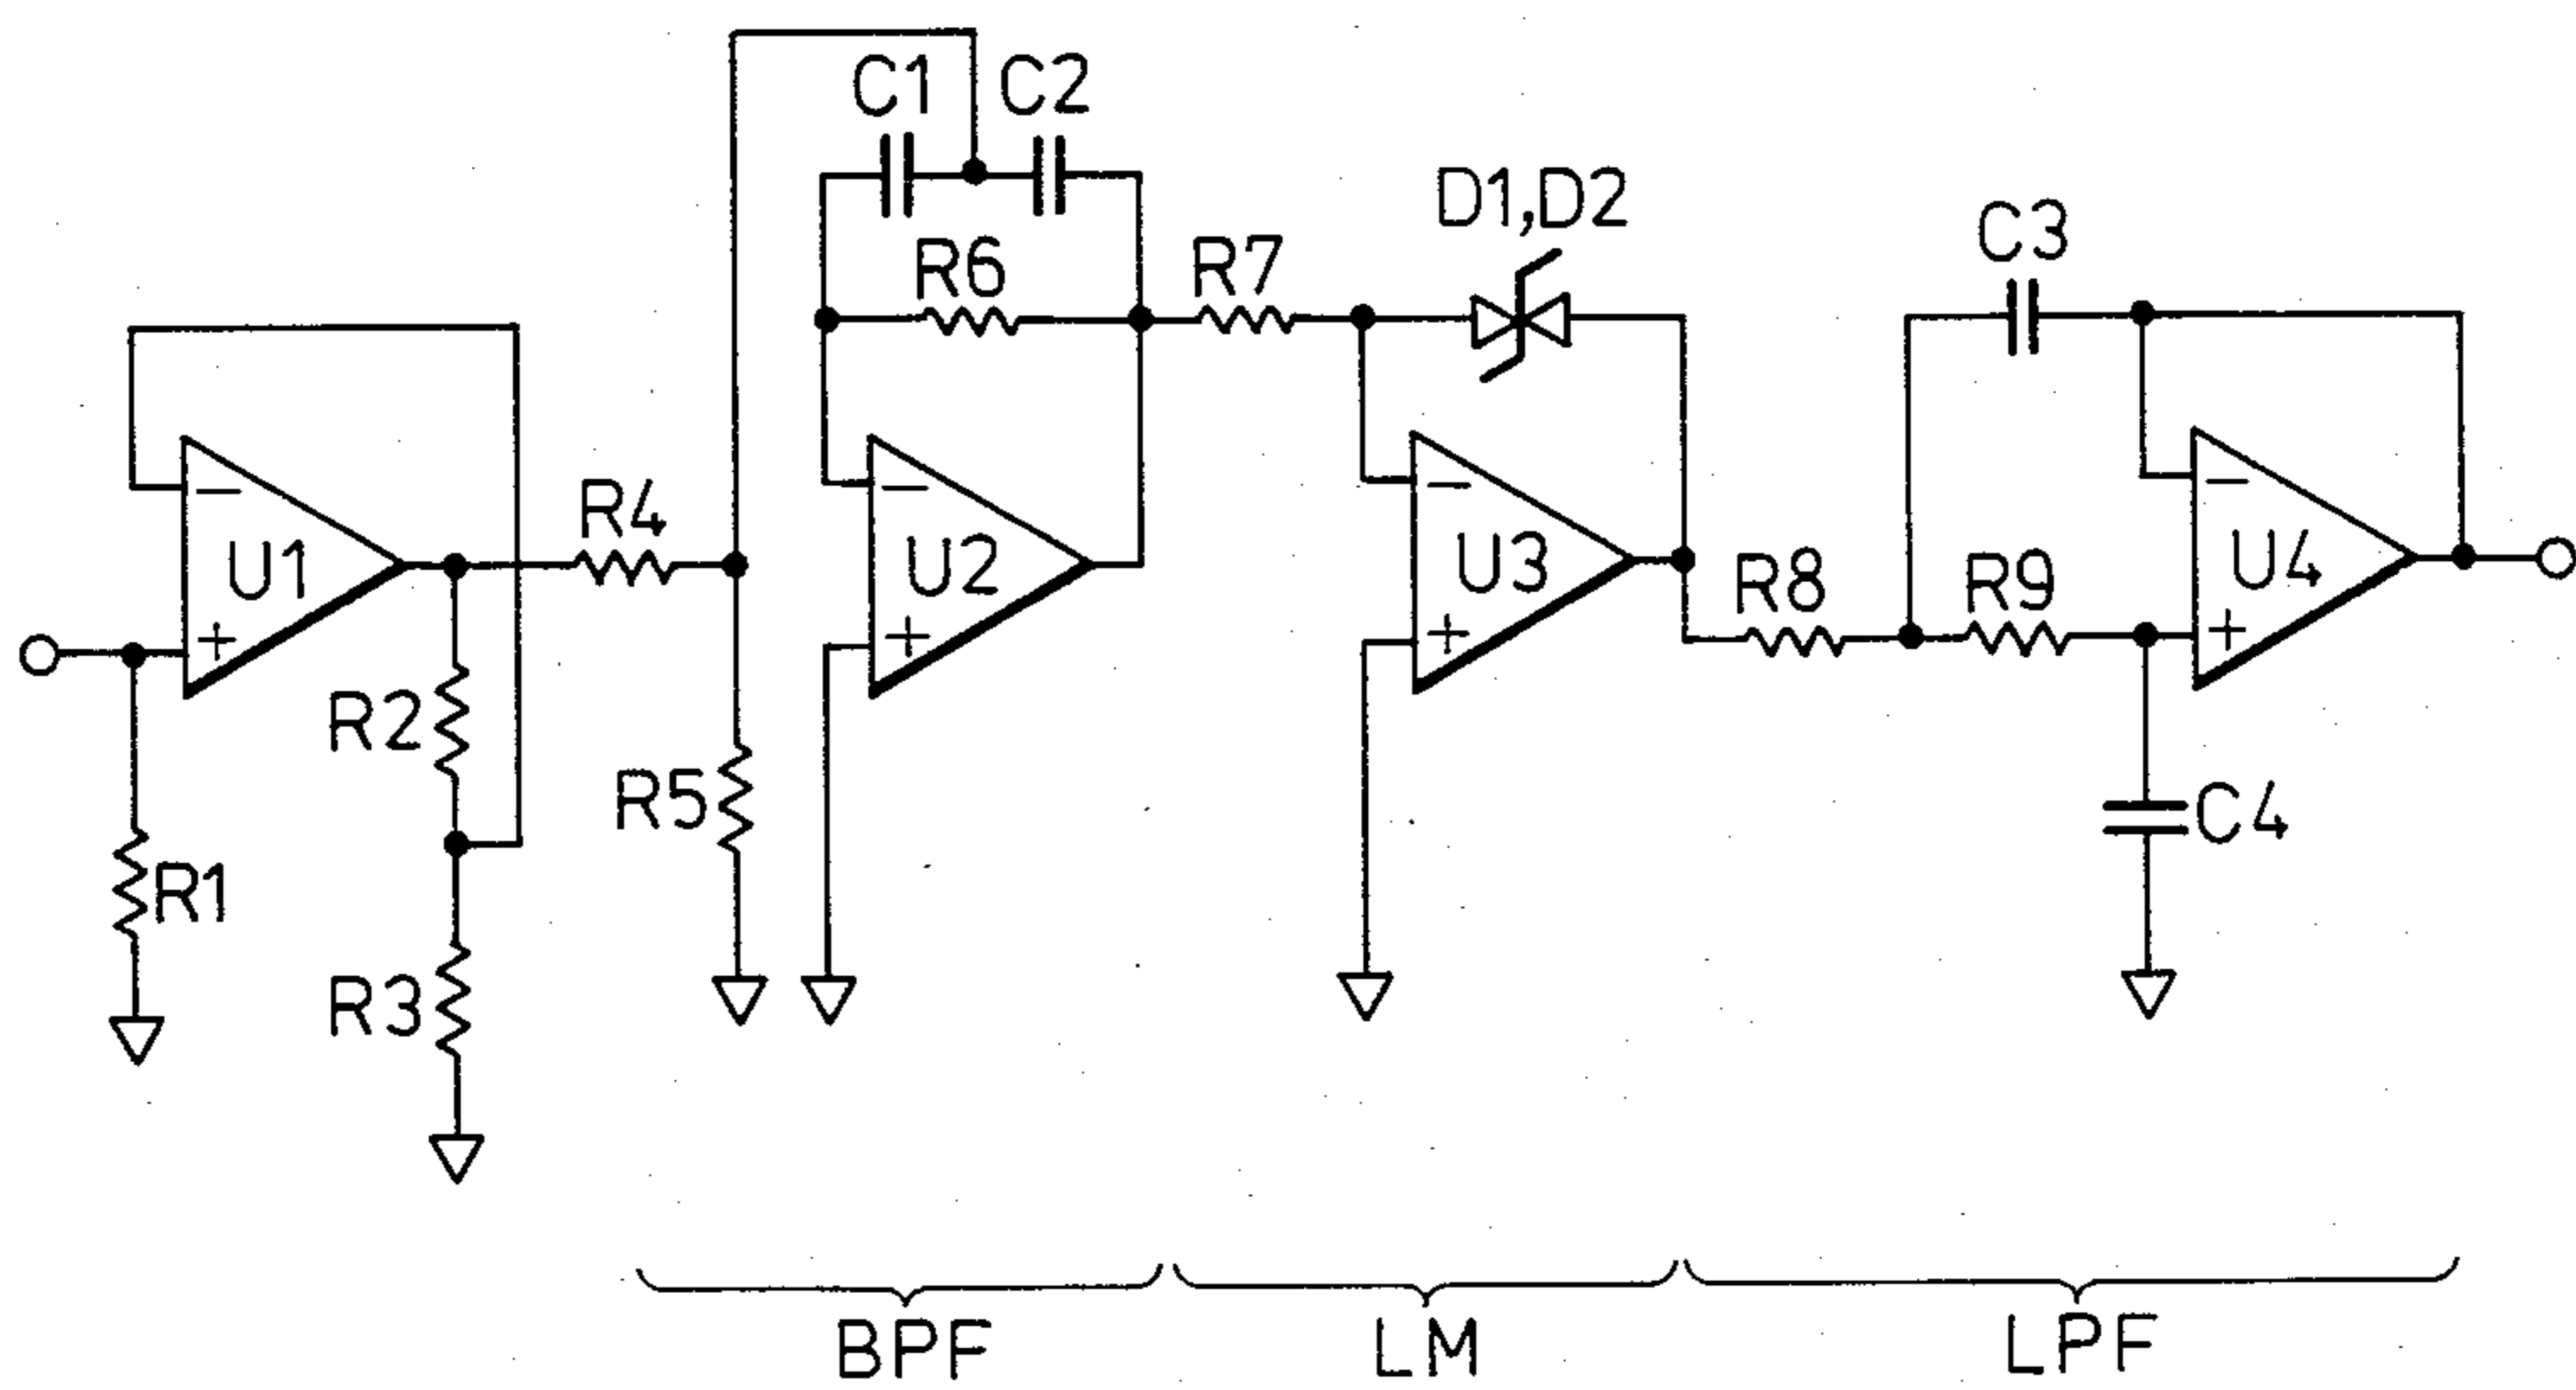 C1 C2
D1,D2
C3
R6 R7
R4
U1 U2 U3 U4
R8 R9
R2
R5
C4
R1
R3
BPF LM LPF